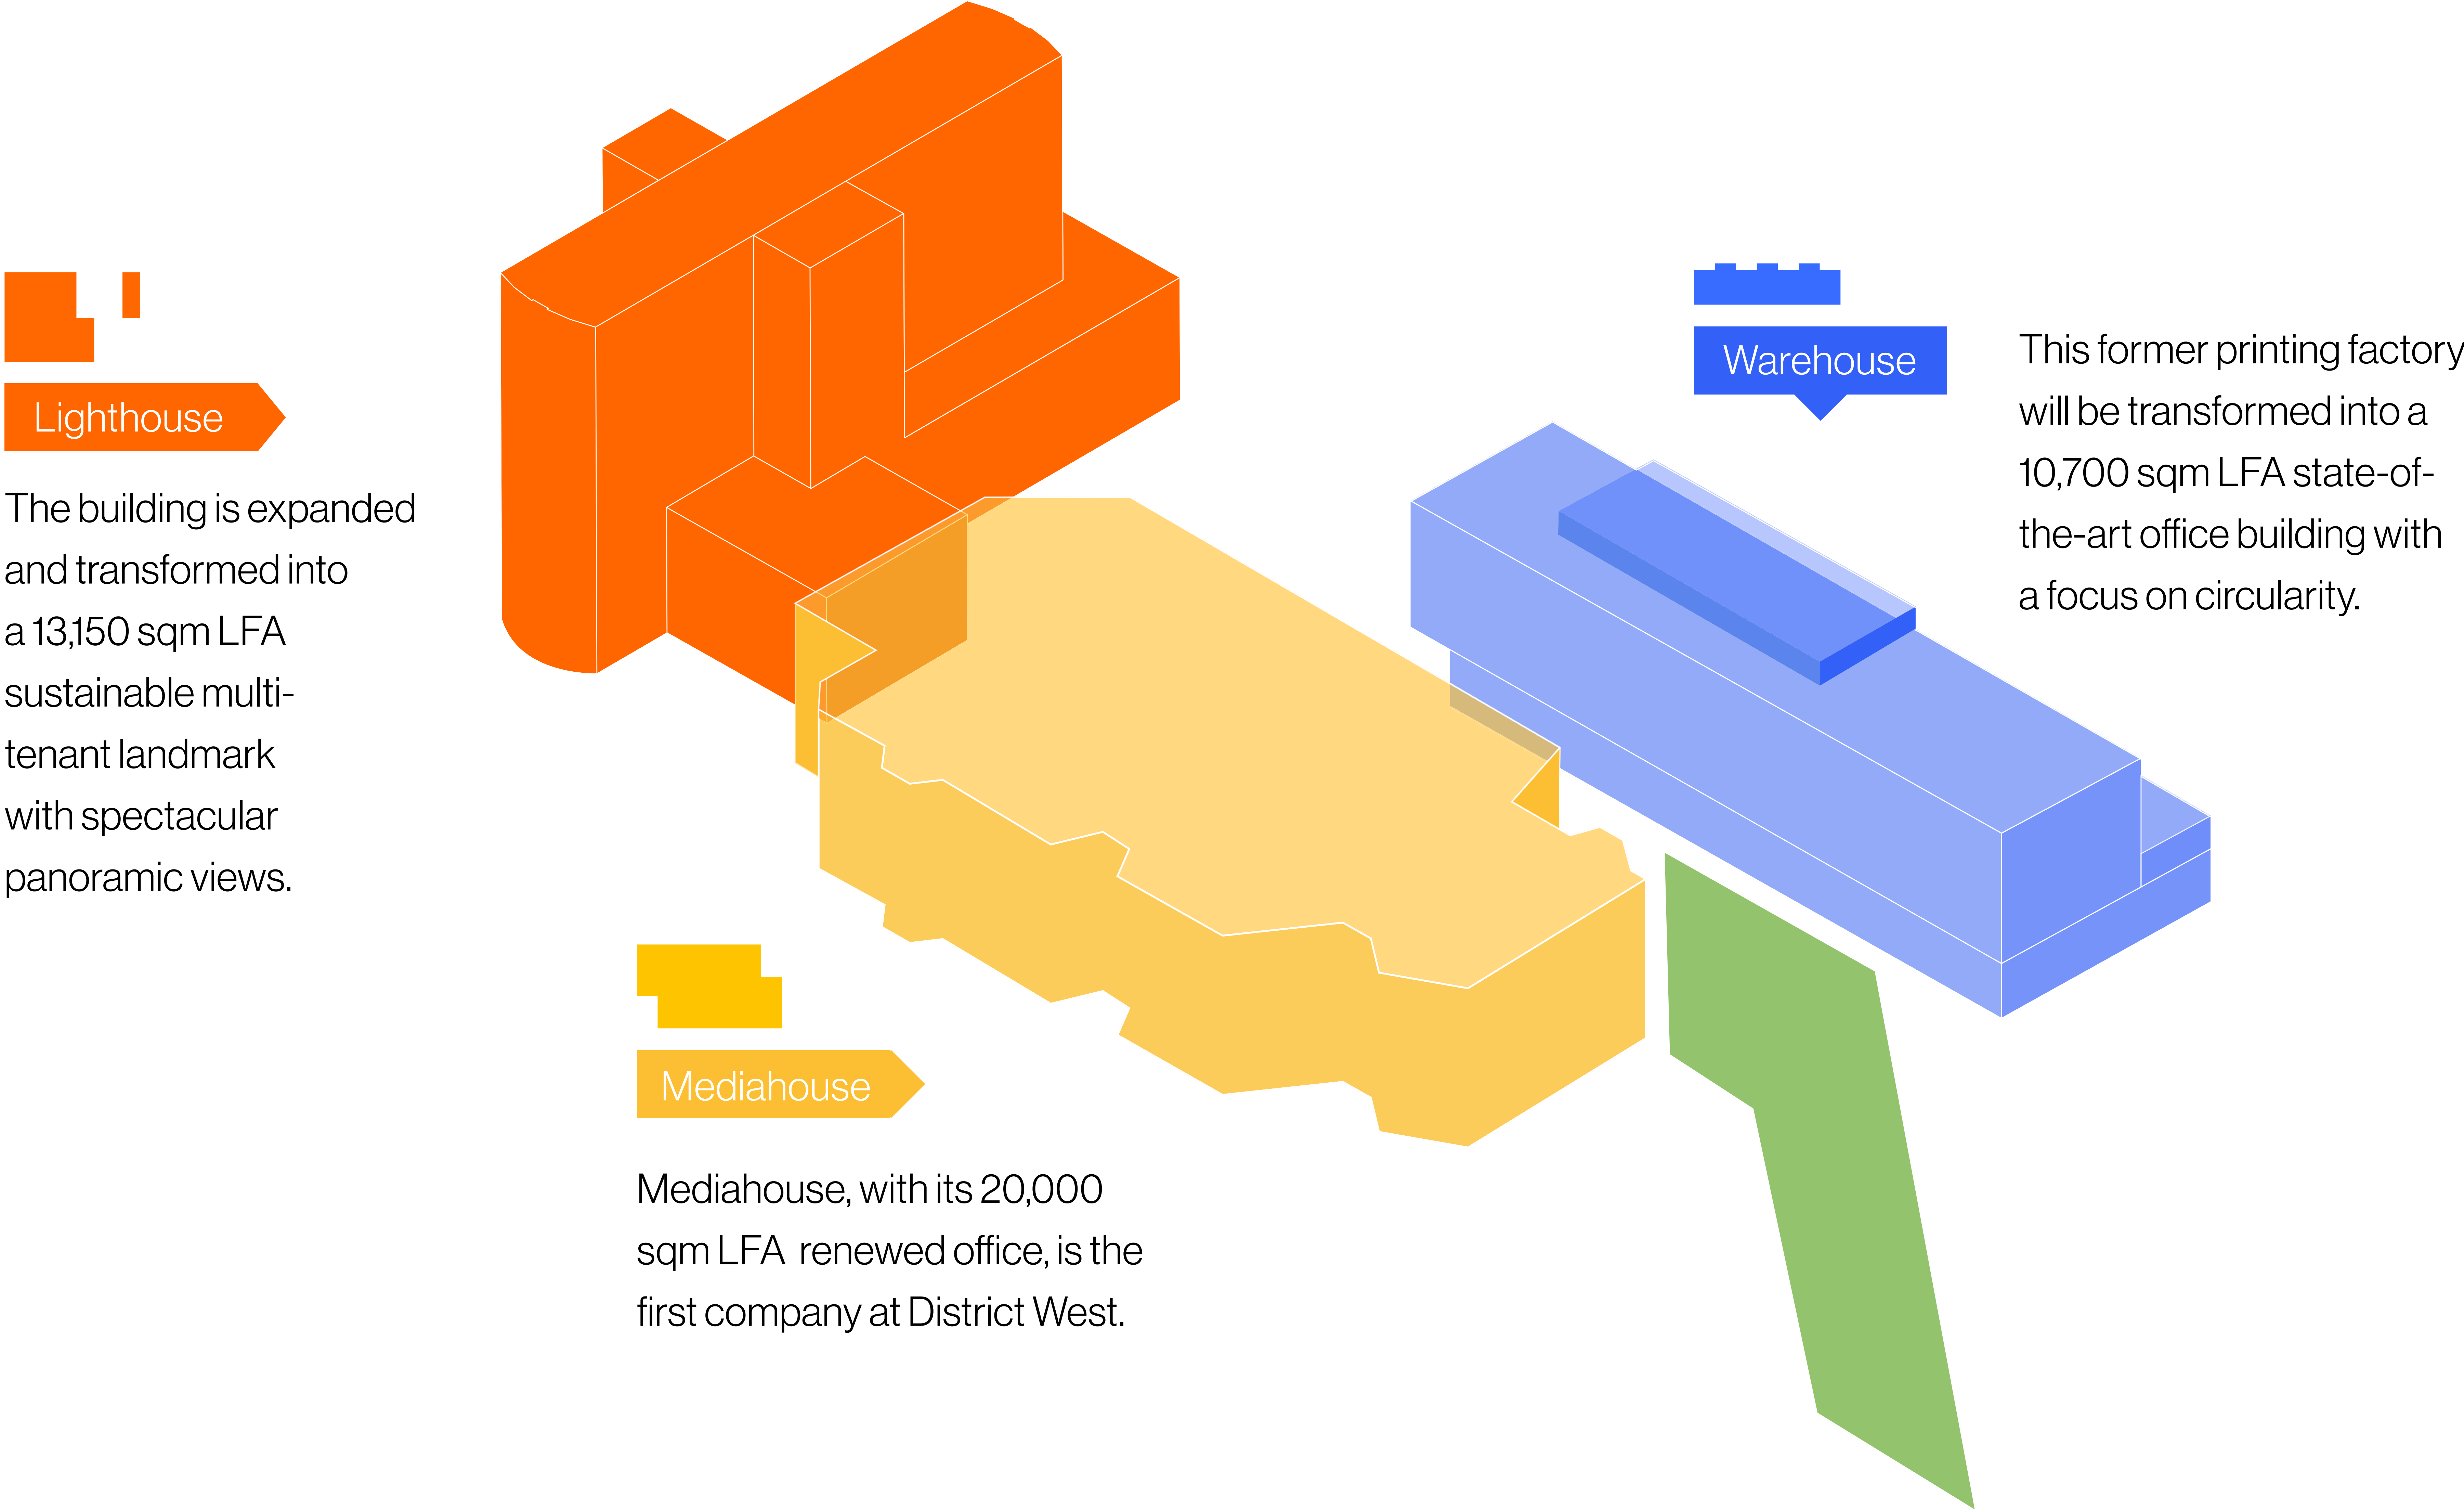 Lighthouse
The building is expanded
and transformed into
a 13,150 sqm LFA
sustainable multi-
tenant landmark
with spectacular
panoramic views.
Warehouse
This former printing factory
will be transformed into a
10,700 sqm LFA state-of-
the-art office building with
a focus on circularity.
Mediahouse
Mediahouse, with its 20,000
sqm LFA renewed office, is the
first company at District West.